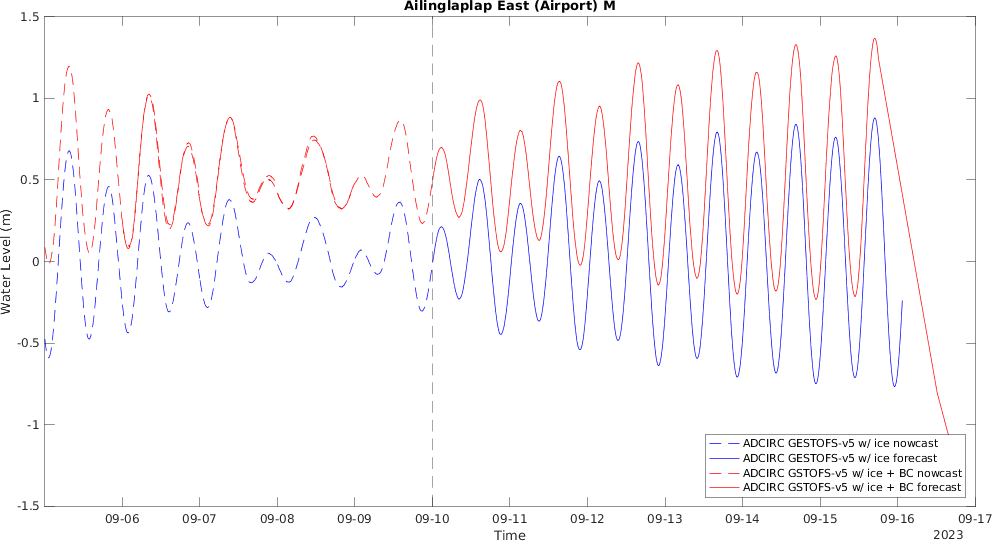 Ailinglaplap East (Airport) M
1.5
1
0.5
0
-0.5
-1
-1.5
Water Level (m)
09-06 09-07 09-08 09-09 09-10 09-11 09-12 09-13 09-14 09-15 09-16 09-17
Time
2023
ADCIRC GESTOFS-v5 w/ ice nowcast
ADCIRC GESTOFS-v5 w/ ice forecast
ADCIRC GSTOFS-v5 w/ ice + BC nowcast
ADCIRC GSTOFS-v5 w/ ice + BC forecast